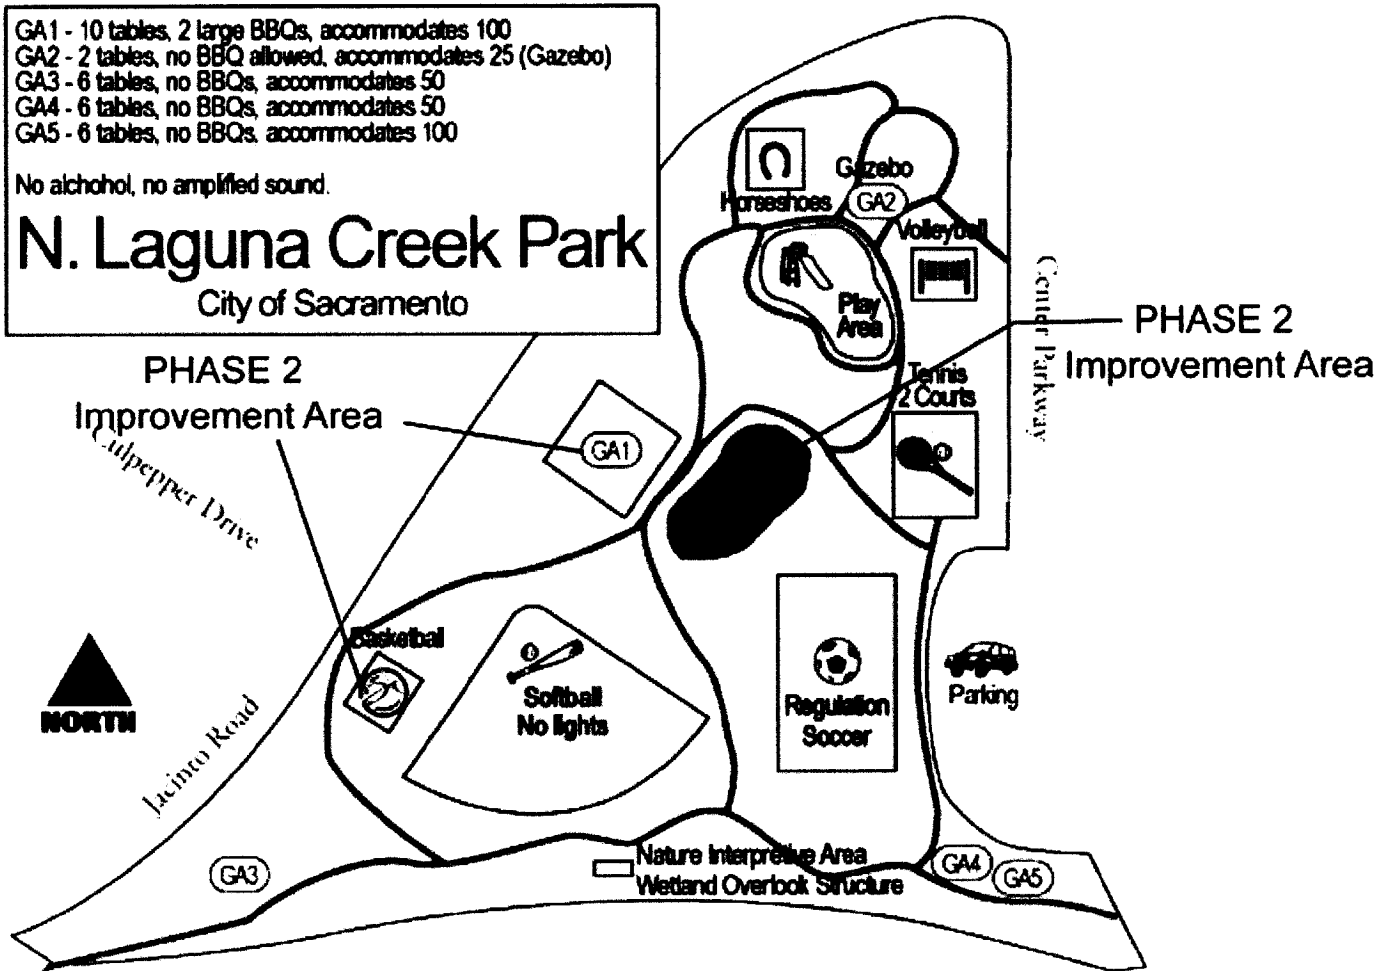 GA1 - 10 tables, 2 large BBQs, accommodates 100
GA2 - 2 tables, no BBQ allowed, accommodates 25 (Gazebo)
GA3 - 6 tables, no BBQs, accommodates 50
GA4 - 6 tables, no BBQs, accommodates 50
GA5 - 6 tables, no BBQs. accommodates 100
No alchohol, no amplified sound.
N. Laguna Creek Park
City of Sacramento
Gazebo
GA2
Horseshoes
Volleyball
Play
Area
Center Parkway
PHASE 2
Improvement Area
PHASE 2
Improvement Area
Tennis
2 Courts
GA1
Culpepper Drive
Basketball
Softball
No lights
Regulation
Soccer
Parking
NORTH
Jacinto Road
GA3
Nature Interpretive Area
Wetland Overlook Structure
GA4
GA5